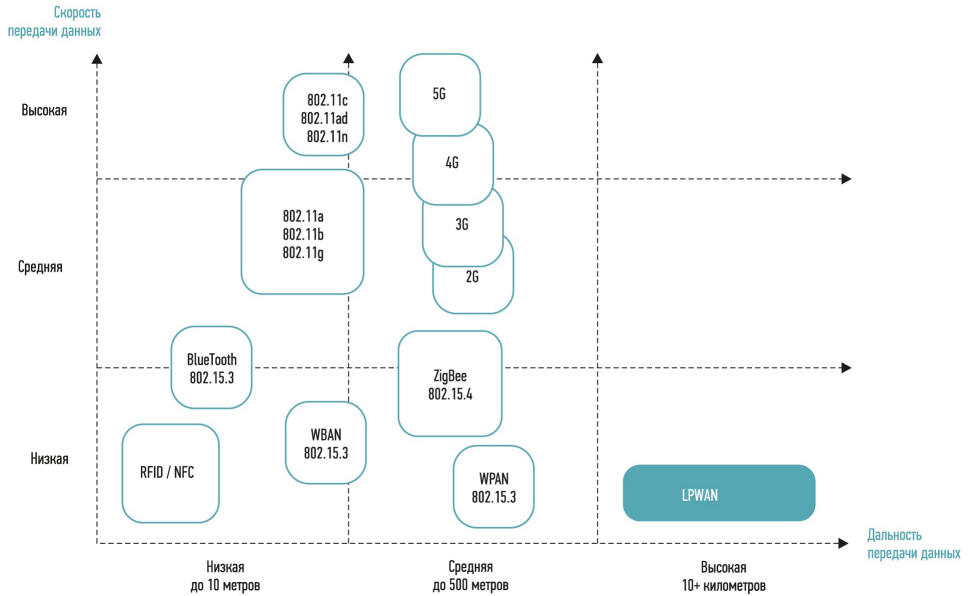 Скорость
передачи данных
Высокая
802.11c
802.11ad
802.11n
5G
4G
802.11a
802.11b
802.11g
3G
Средняя
2G
BlueTooth
802.15.3
ZigBee
802.15.4
WBAN
802.15.3
Низкая
RFID / NFC
WPAN
802.15.3
LPWAN
Дальность
передачи данных
Низкая
до 10 метров
Средняя
до 500 метров
Высокая
10+ километров